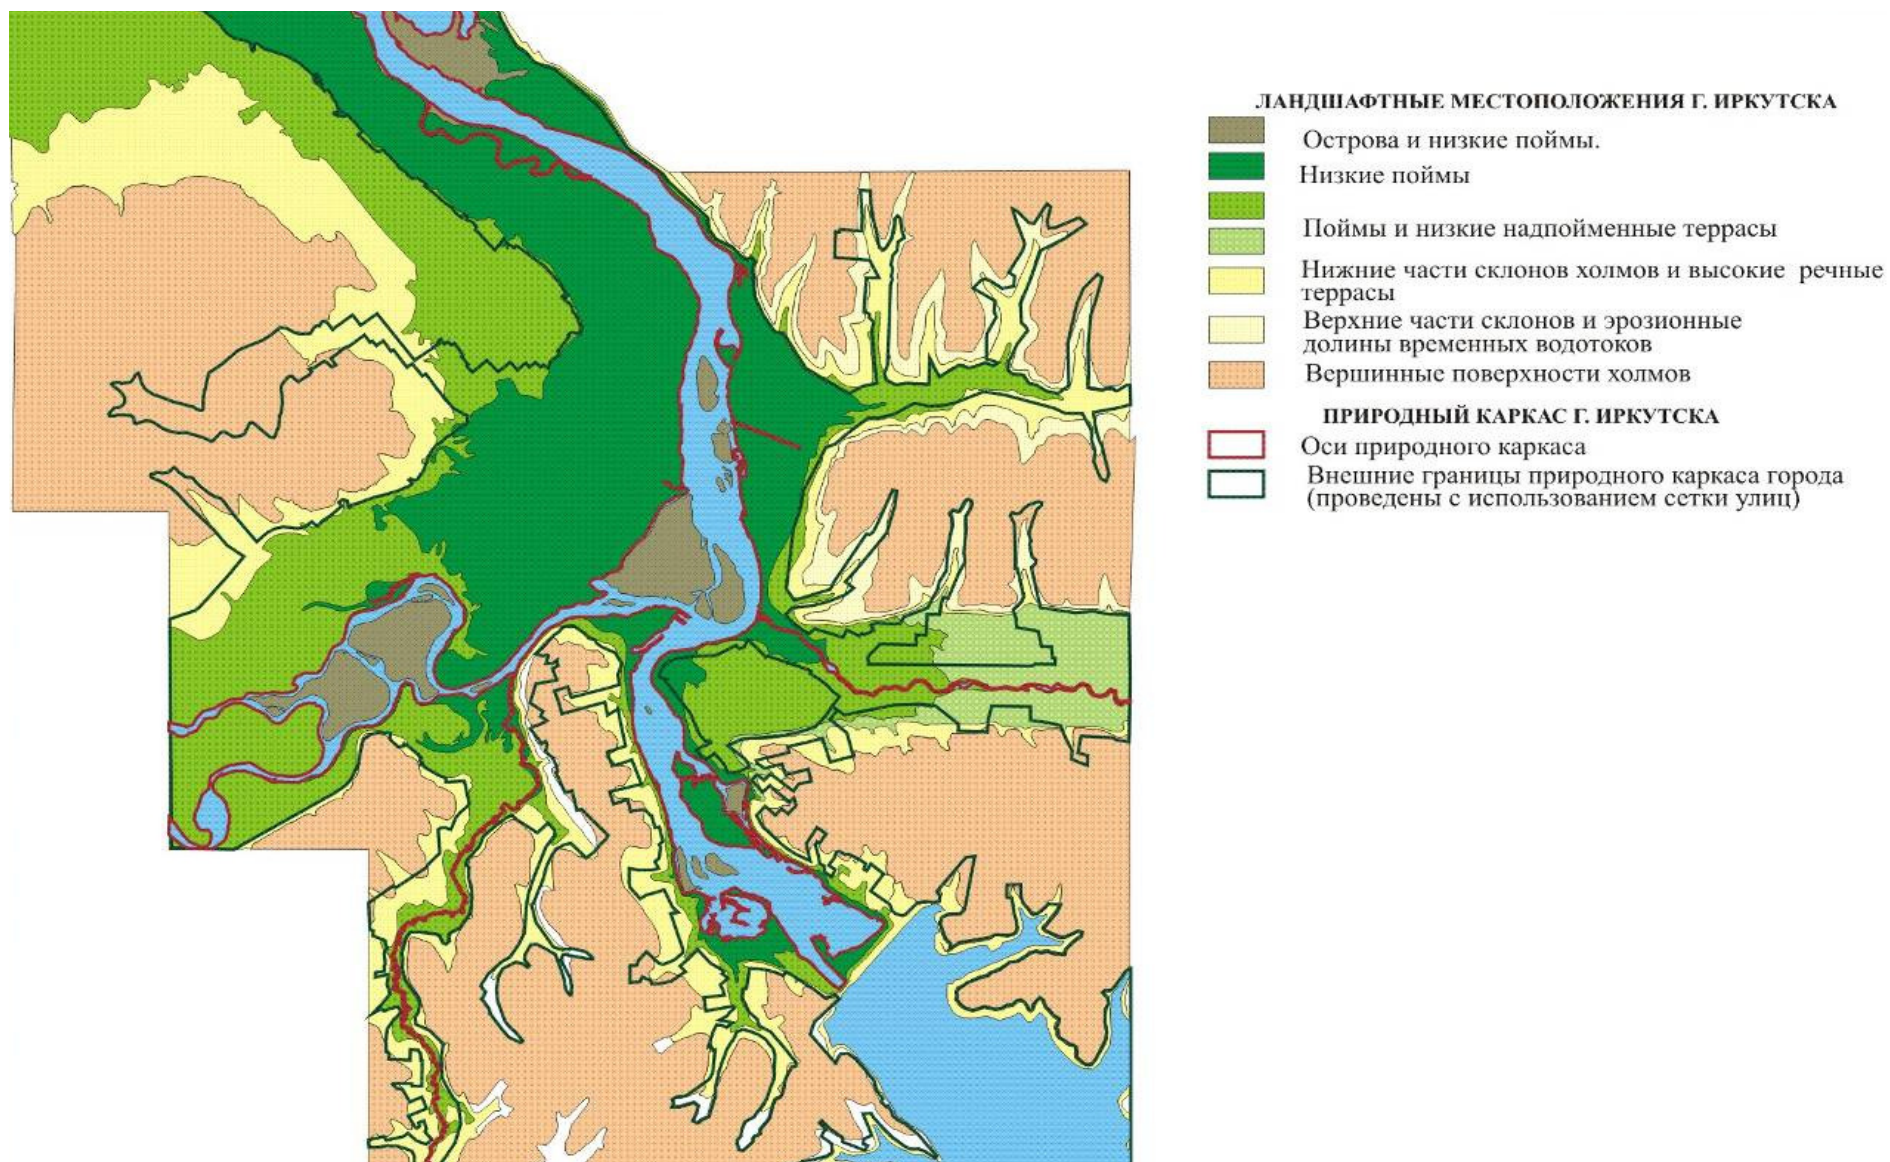 ЛАНДШАФТНЫЕ МЕСТОПОЛОЖЕНИЯ Г. ИРКУТСКА
Острова и низкие поймы.
Низкие поймы
Поймы и низкие надпойменные террасы
Нижние части склонов холмов и высокие речные
террасы
Верхние части склонов и эрозионные
долины временных водотоков
Вершинные поверхности холмов
ПРИРОДНЫЙ КАРКАС Г. ИРКУТСКА
Оси природного каркаса
Внешние границы природного каркаса города
(проведены с использованием сетки улиц)